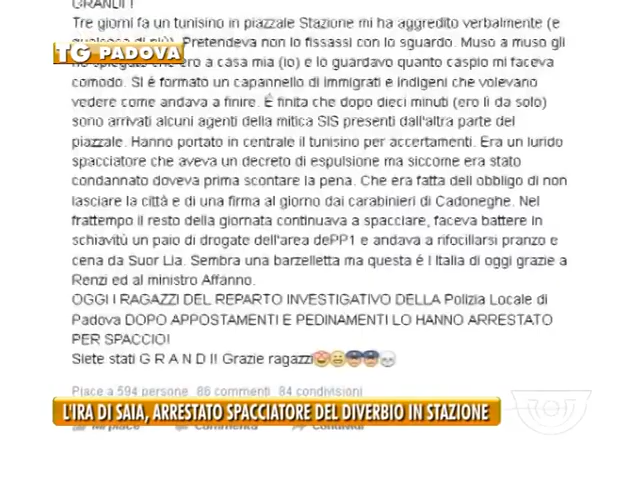 GRANDI !
Tre giorni fa un tunisino in piazzale Stazione mi ha aggredito verbalmente (e
Pretendeva non lo fissassi con lo sguardo. Muso a muso gli
TG PADOVA
ero a casa mia (io) e lo guardavo quanto caspio mi faceva
comodo. Si è formato un capannello di immigrati e indigeni che volevano
vedere come andava a finire. È finita che dopo dieci minuti (ero lì da solo)
sono arrivati alcuni agenti della mitica SIS presenti dall'altra parte del
piazzale. Hanno portato in centrale il tunisino per accertamenti. Era un lurido
spacciatore che aveva un decreto di espulsione ma siccome era stato
condannato doveva prima scontare la pena. Che era fatta dell obbligo di non
lasciare la città e di una firma al giorno dai carabinieri di Cadoneghe. Nel
frattempo il resto della giornata continuava a spacciare, faceva battere in
schiavitù un paio di drogate dell'area dePP1 e andava a rifocillarsi pranzo e
cena da Suor Lia. Sembra una barzelletta ma questa é l Italia di oggi grazie a
Renzi ed al ministro Affanno.
OGGI I RAGAZZI DEL REPARTO INVESTIGATIVO DELLA Polizia Locale di
Padova DOPO APPOSTAMENTI E PEDINAMENTI LO HANNO ARRESTATO
PER SPACCIO!
Siete stati G R A N D I! Grazie ragazzi
Piace a 594 persone 86 commenti 84 condivisioni
L'IRA DI SAIA, ARRESTATO SPACCIATORE DEL DIVERBIO IN STAZIONE